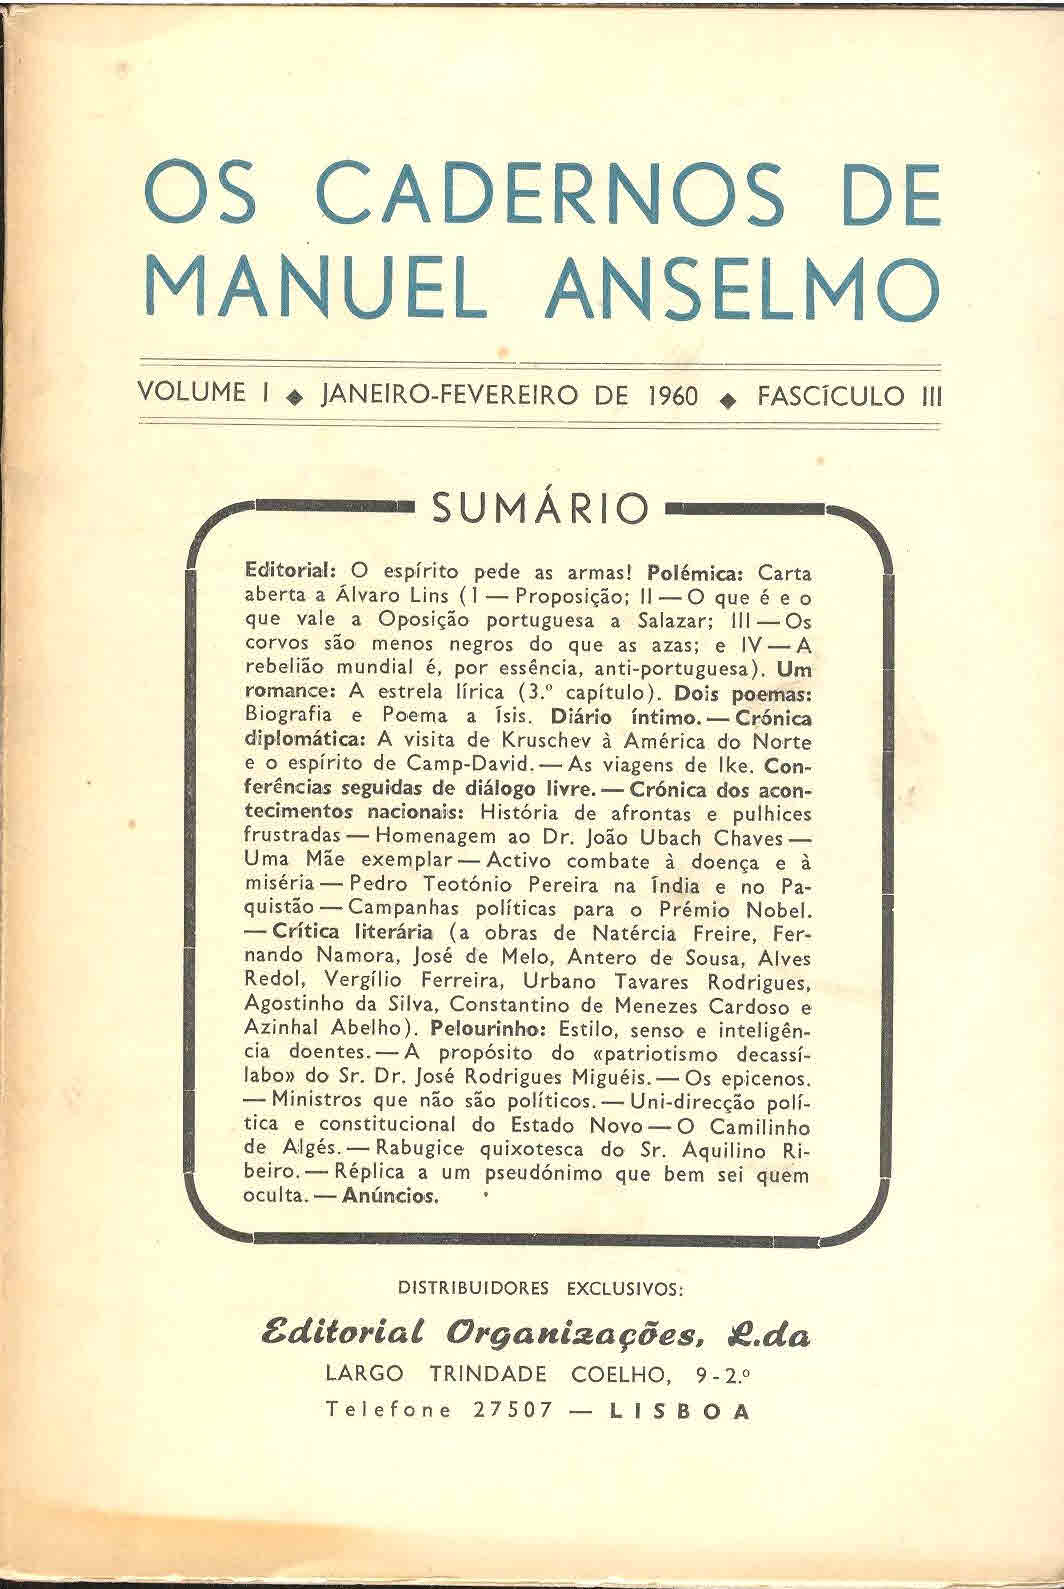 OS CADERNOS DE
MANUEL ANSELMO
VOLUME I ◆ JANEIRO-FEVEREIRO DE 1960 ◆ FASCÍCULO III
SUMÁRIO
Editorial: O espírito pede as armas! Polémica: Carta
aberta a Álvaro Lins (I — Proposição; II — O que é e o
que vale a Oposição portuguesa a Salazar; III — Os
corvos são menos negros do que as azas; e IV — A
rebelião mundial é, por essência, anti-portuguesa). Um
romance: A estrela lírica (3.º capítulo). Dois poemas:
Biografia e Poema a Ísis. Diário íntimo. — Crónica
diplomática: A visita de Kruschev à América do Norte
e o espírito de Camp-David. — As viagens de Ike. Con-
ferências seguidas de diálogo livre. — Crónica dos acon-
tecimentos nacionais: História de afrontas e pulhices
frustradas — Homenagem ao Dr. João Ubach Chaves —
Uma Mãe exemplar — Activo combate à doença e à
miséria — Pedro Teotónio Pereira na Índia e no Pa-
quistão — Campanhas políticas para o Prémio Nobel.
— Crítica literária (a obras de Natércia Freire, Fer-
nando Namora, José de Melo, Antero de Sousa, Alves
Redol, Vergílio Ferreira, Urbano Tavares Rodrigues,
Agostinho da Silva, Constantino de Menezes Cardoso e
Azinhal Abelho). Pelourinho: Estilo, senso e inteligên-
cia doentes. — A propósito do «patriotismo decassí-
labo» do Sr. Dr. José Rodrigues Miguéis. — Os epicenos.
— Ministros que não são políticos. — Uni-direcção polí-
tica e constitucional do Estado Novo — O Camilinho
de Algés. — Rabugice quixotesca do Sr. Aquilino Ri-
beiro. — Réplica a um pseudónimo que bem sei quem
oculta. — Anúncios.
DISTRIBUIDORES EXCLUSIVOS:
Editorial Organizações, L.da
LARGO TRINDADE COELHO, 9-2.º
Telefone 27507 — LISBOA